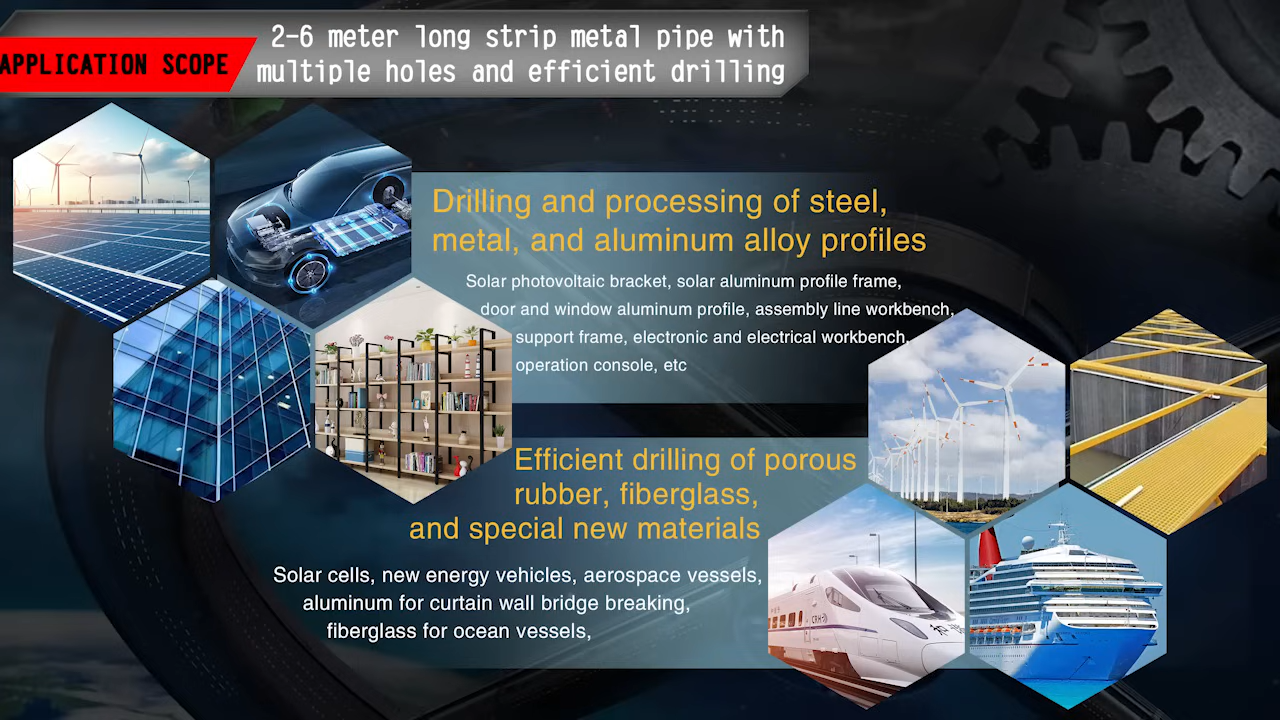 APPLICATION SCOPE
2-6 meter long strip metal pipe with
multiple holes and efficient drilling
Drilling and processing of steel,
metal, and aluminum alloy profiles
Solar photovoltaic bracket, solar aluminum profile frame,
door and window aluminum profile, assembly line workbench,
support frame, electronic and electrical workbench,
operation console, etc
Efficient drilling of porous
rubber, fiberglass,
and special new materials
Solar cells, new energy vehicles, aerospace vessels,
aluminum for curtain wall bridge breaking,
fiberglass for ocean vessels,
CRH